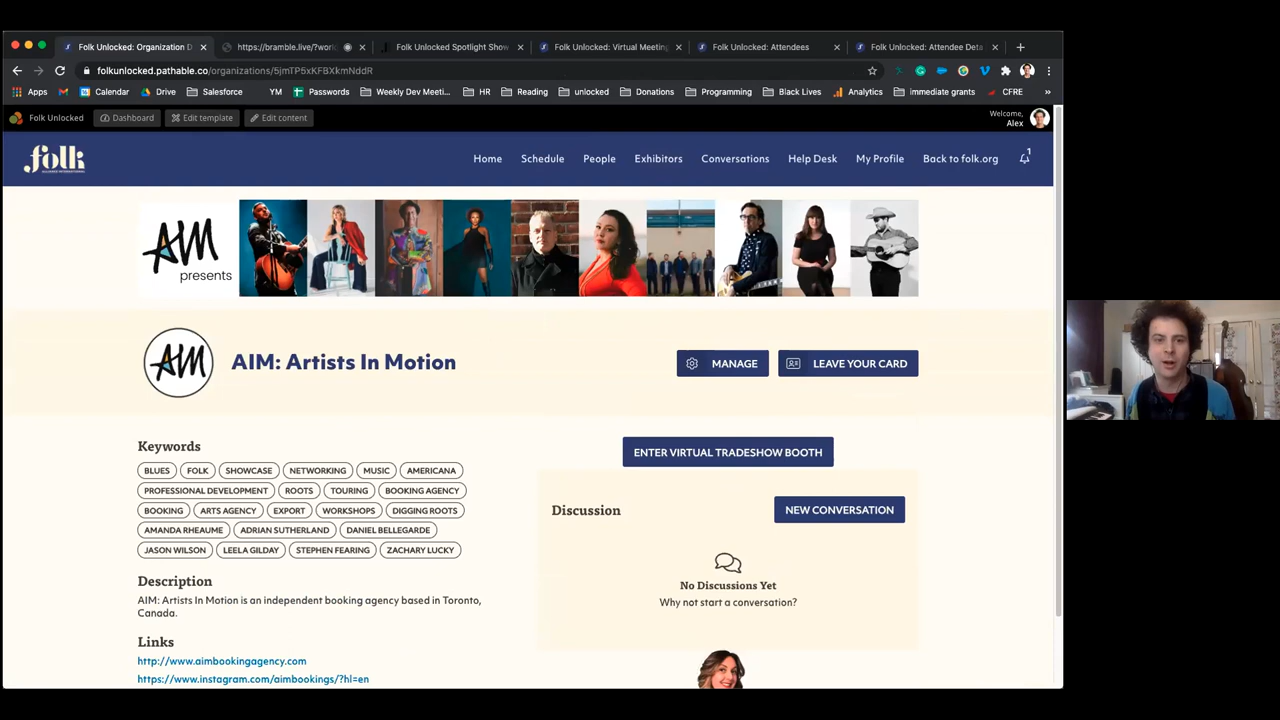 Folk Unlocked: Organization D
https://bramble.live/?work
Folk Unlocked Spotlight Show
Folk Unlocked: Virtual Meeting
Folk Unlocked: Attendees
Folk Unlocked: Attendee Deta
folkunlocked.pathable.co/organizations/5jmTP5xKFBXkmNddR
Apps
Calendar
Drive
Salesforce
YM
Passwords
Weekly Dev Meeti...
HR
Reading
unlocked
Donations
Programming
Black Lives
Analytics
immediate grants
CFRE
»
Folk Unlocked
Dashboard
Edit template
Edit content
Welcome,
Alex
folk
ALLIANCE INTERNATIONAL
Home
Schedule
People
Exhibitors
Conversations
Help Desk
My Profile
Back to folk.org
1
AIM
presents
AIM
AIM: Artists In Motion
MANAGE
LEAVE YOUR CARD
Keywords
BLUES
FOLK
SHOWCASE
NETWORKING
MUSIC
AMERICANA
PROFESSIONAL DEVELOPMENT
ROOTS
TOURING
BOOKING AGENCY
BOOKING
ARTS AGENCY
EXPORT
WORKSHOPS
DIGGING ROOTS
AMANDA RHEAUME
ADRIAN SUTHERLAND
DANIEL BELLEGARDE
JASON WILSON
LEELA GILDAY
STEPHEN FEARING
ZACHARY LUCKY
Description
AIM: Artists In Motion is an independent booking agency based in Toronto,
Canada.
Links
http://www.aimbookingagency.com
https://www.instagram.com/aimbookings/?hl=en
ENTER VIRTUAL TRADESHOW BOOTH
Discussion
NEW CONVERSATION
No Discussions Yet
Why not start a conversation?